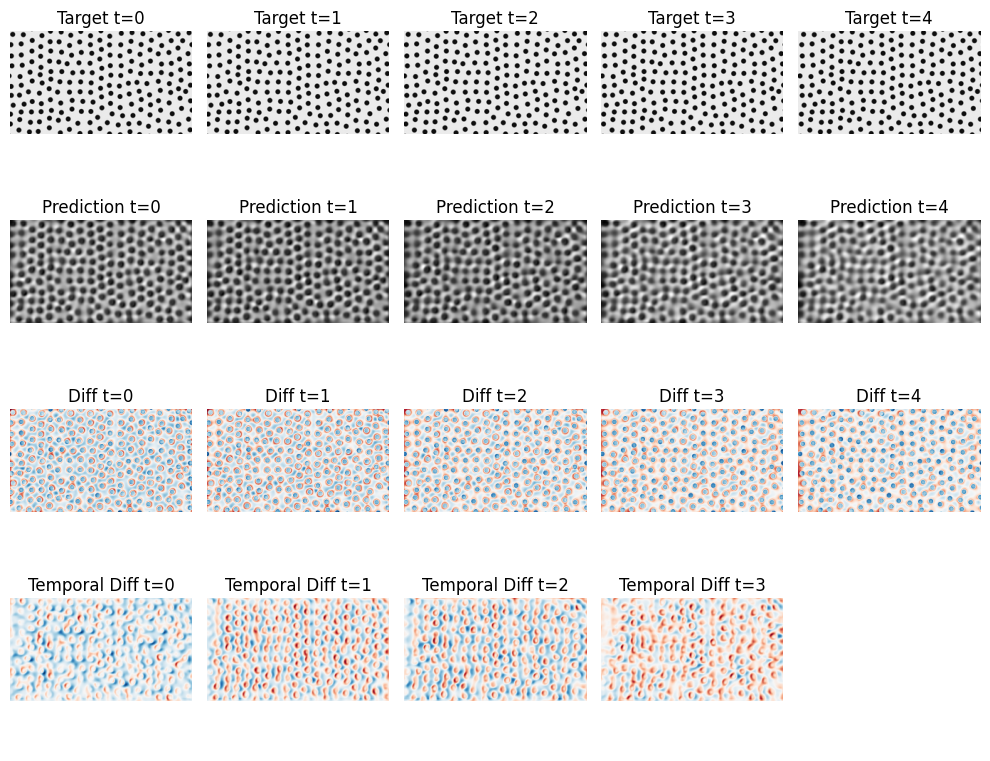 Target t=0 Target t=1 Target t=2 Target t=3 Target t=4
Prediction t=0 Prediction t=1 Prediction t=2 Prediction t=3 Prediction t=4
Diff t=0 Diff t=1 Diff t=2 Diff t=3 Diff t=4
Temporal Diff t=0 Temporal Diff t=1 Temporal Diff t=2 Temporal Diff t=3